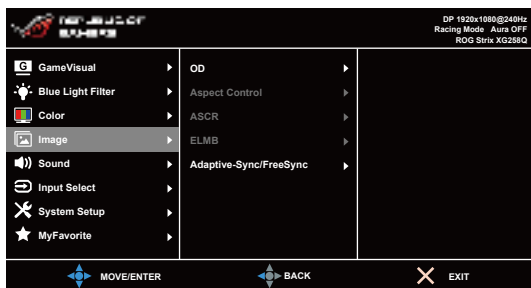 DP 1920x1080@240Hz
Racing Mode Aura OFF
ROG Strix XG258Q
G GameVisual
Blue Light Filter
Color
Image
Sound
Input Select
System Setup
MyFavorite
OD
Aspect Control
ASCR
ELMB
Adaptive-Sync/FreeSync
MOVE/ENTER
BACK
EXIT